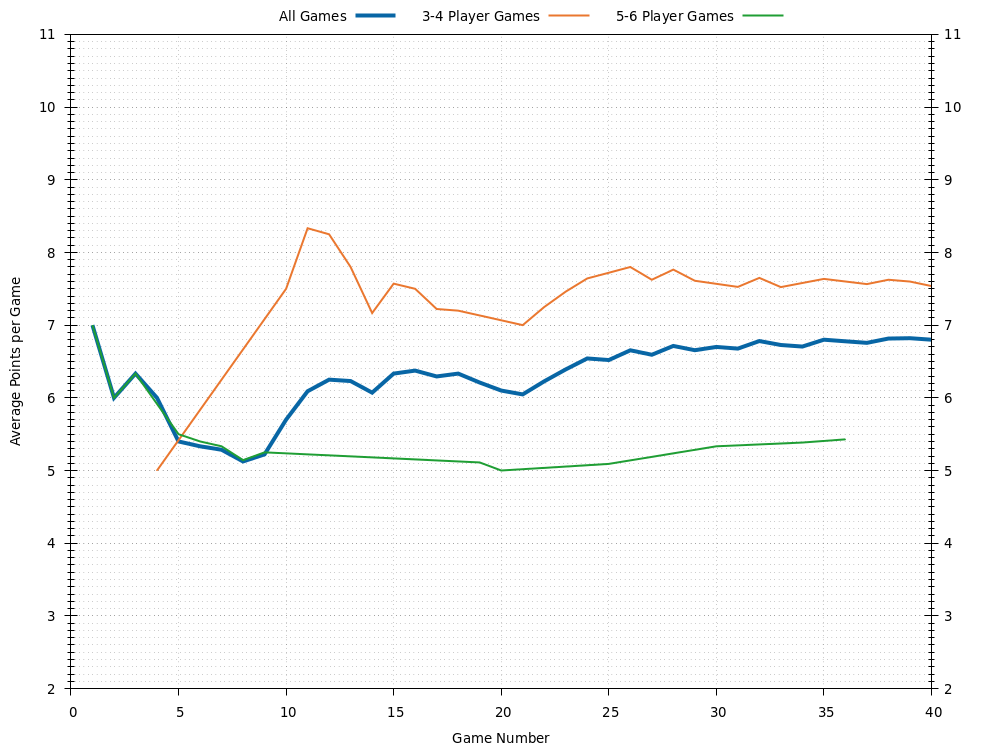 All Games 3-4 Player Games 5-6 Player Games
11 11
10 10
9 9
8 8
7 7
6 6
5 5
4 4
3 3
2 2
Average Points per Game
0 5 10 15 20 25 30 35 40
Game Number